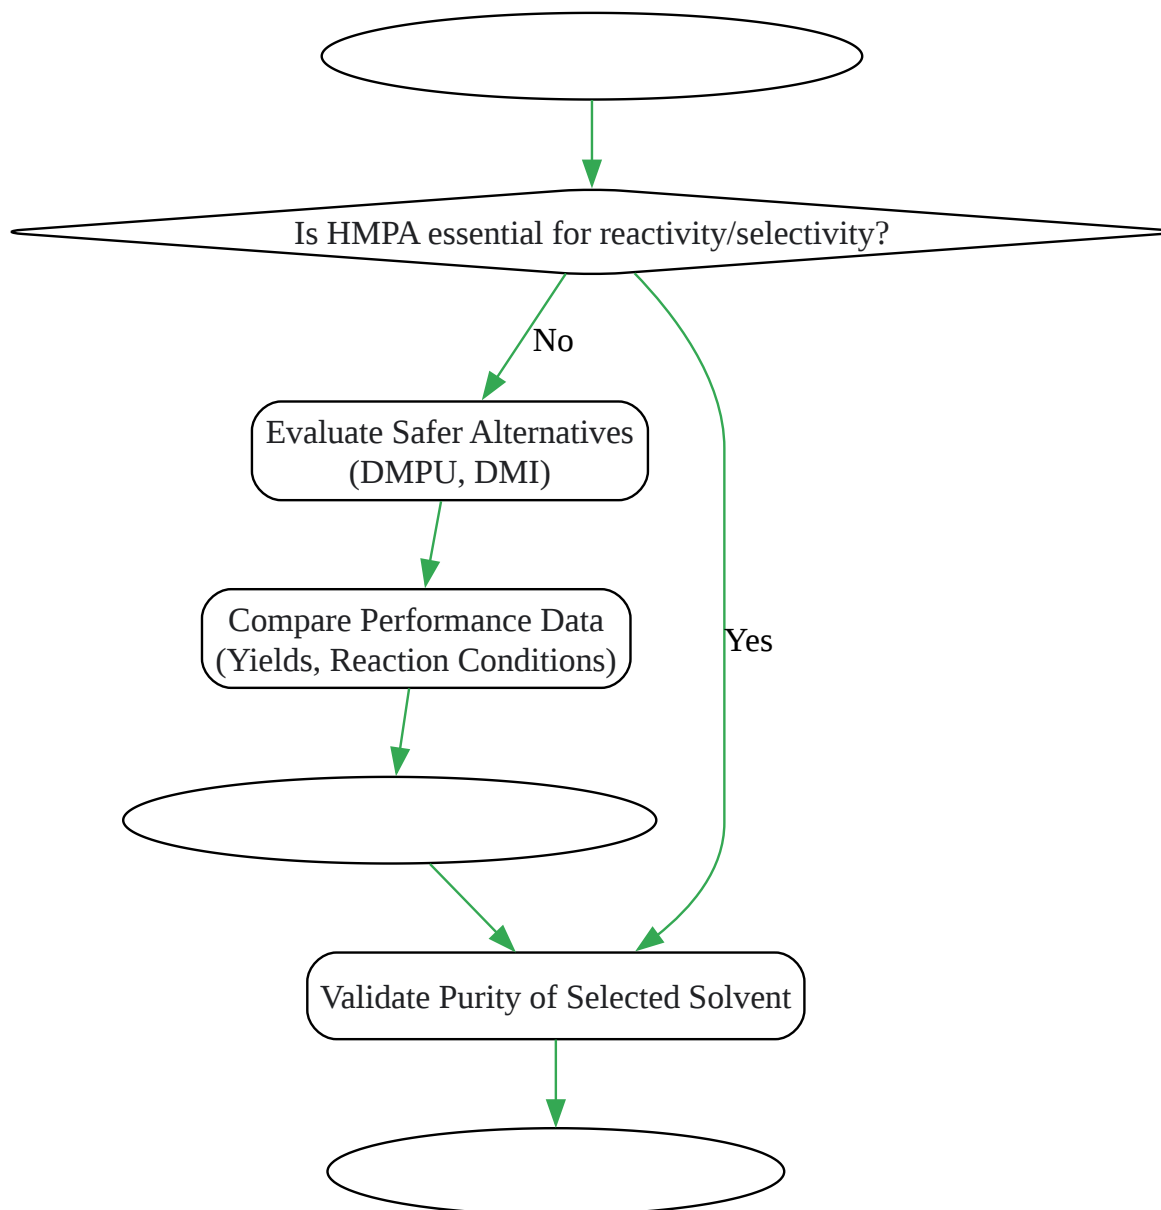 Is HMPA essential for reactivity/selectivity?
No
Evaluate Safer Alternatives
(DMPU, DMI)
Compare Performance Data
(Yields, Reaction Conditions)
Yes
Validate Purity of Selected Solvent